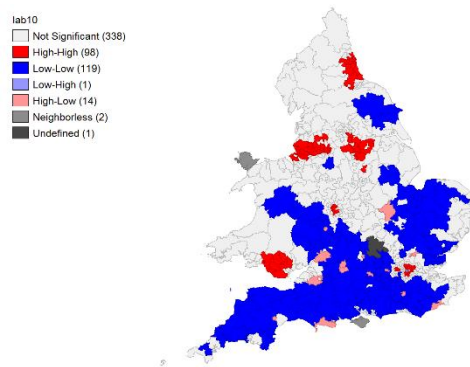 lab10
Not Significant (338)
High-High (98)
Low-Low (119)
Low-High (1)
High-Low (14)
Neighborless (2)
Undefined (1)